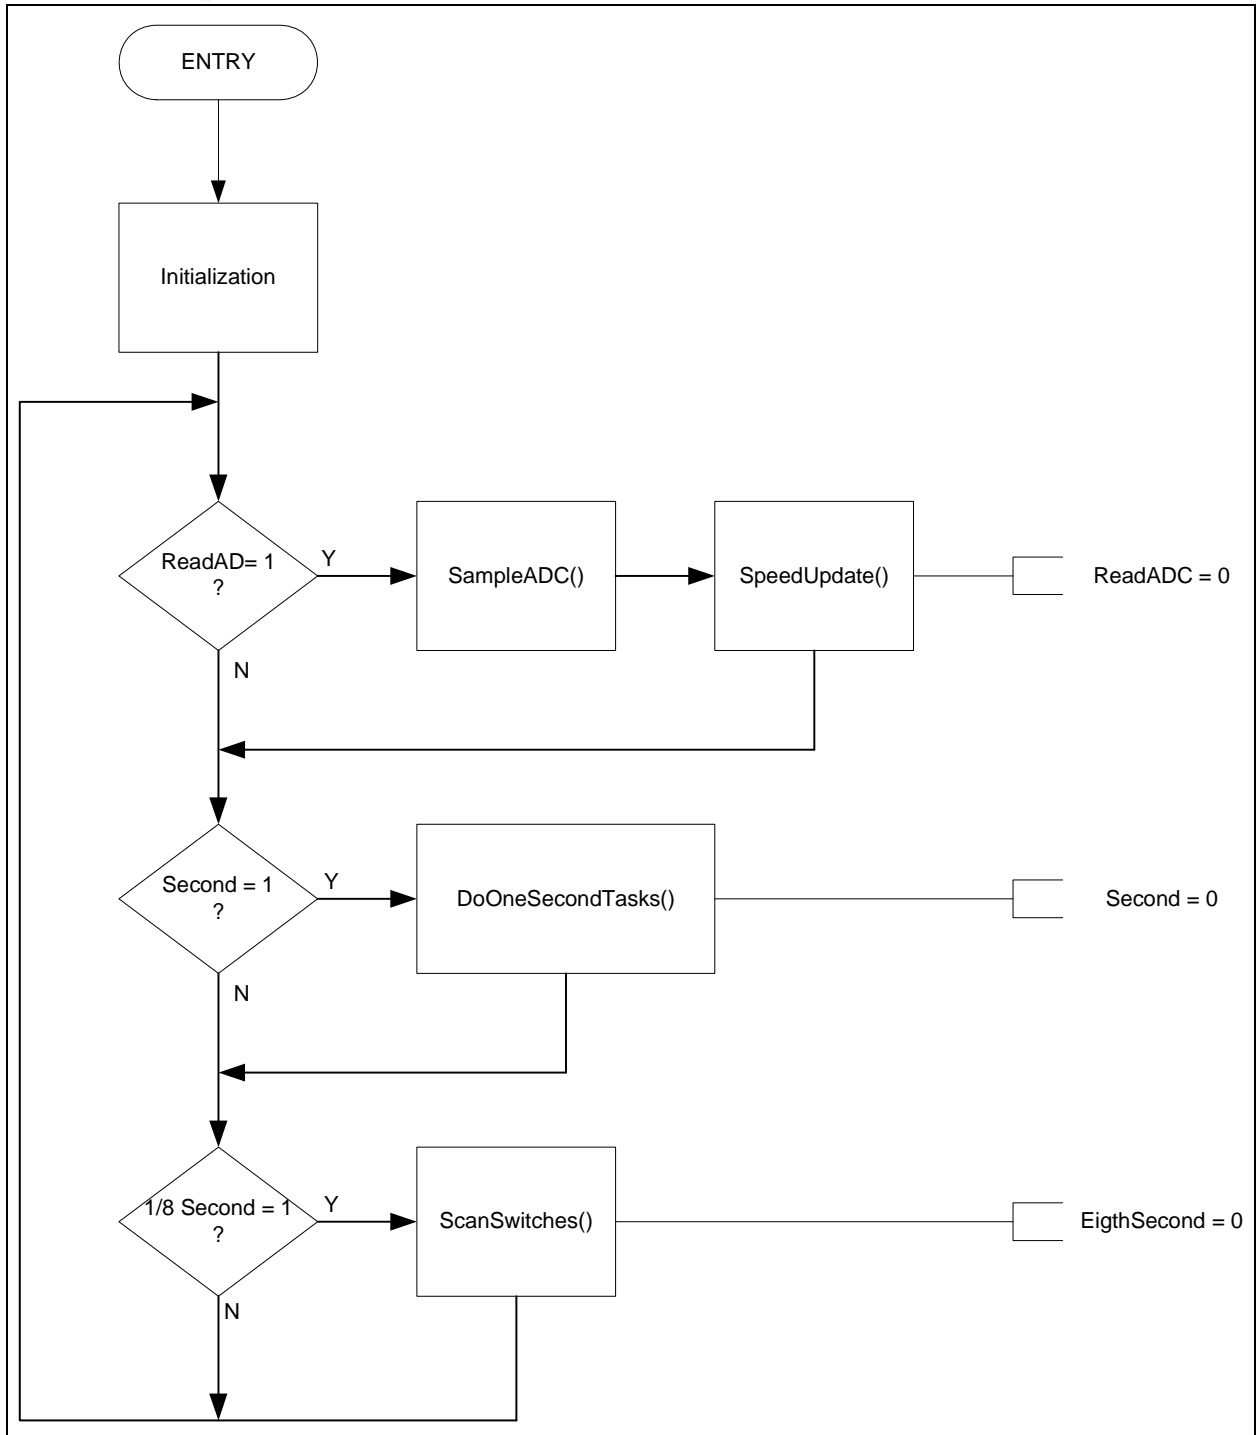 ENTRY
Initialization
ReadAD= 1
?
Y
SampleADC()
SpeedUpdate()
ReadADC = 0
N
Second = 1
?
Y
DoOneSecondTasks()
Second = 0
N
1/8 Second = 1
?
Y
ScanSwitches()
EigthSecond = 0
N